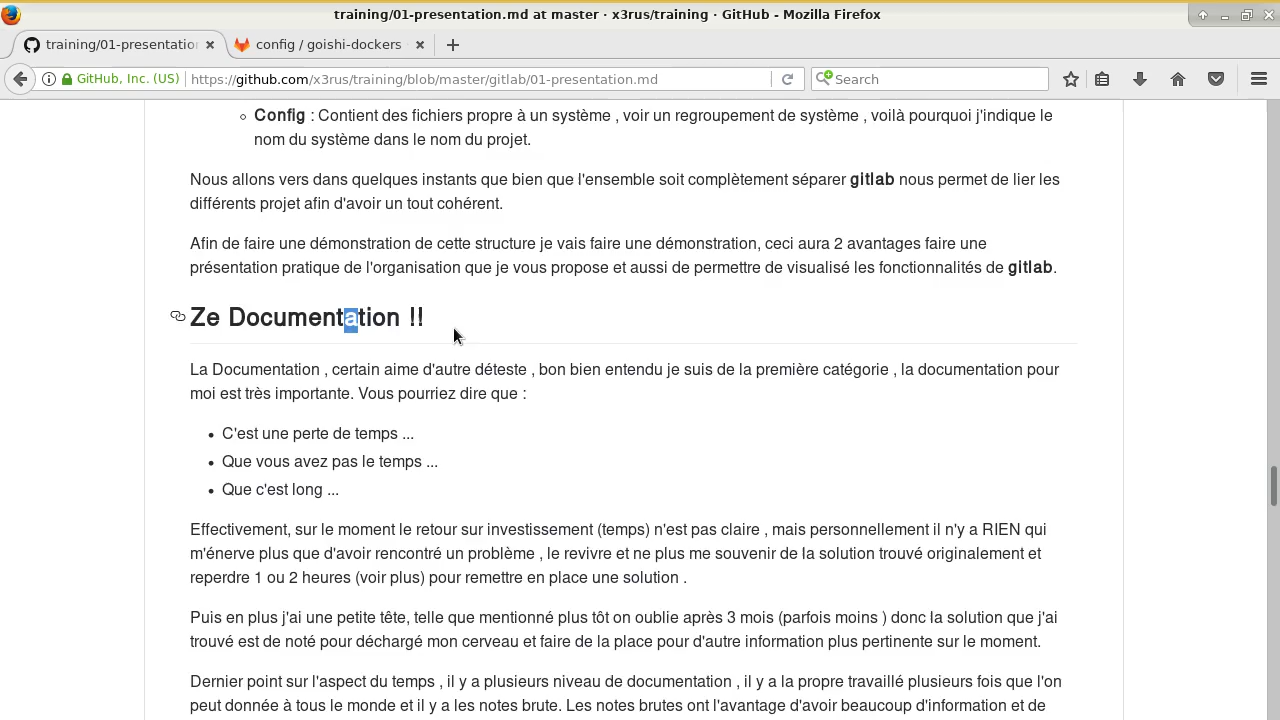 training/01-presentation.md at master · x3rus/training · GitHub - Mozilla Firefox
training/01-presentatio
config / goishi-dockers
GitHub, Inc. (US)
https://github.com/x3rus/training/blob/master/gitlab/01-presentation.md
Search
Config : Contient des fichiers propre à un système , voir un regroupement de système , voilà pourquoi j'indique le
nom du système dans le nom du projet.
Nous allons vers dans quelques instants que bien que l'ensemble soit complètement séparer gitlab nous permet de lier les
différents projet afin d'avoir un tout cohérent.
Afin de faire une démonstration de cette structure je vais faire une démonstration, ceci aura 2 avantages faire une
présentation pratique de l'organisation que je vous propose et aussi de permettre de visualisé les fonctionnalités de gitlab.
Ze Documentation !!
La Documentation , certain aime d'autre déteste , bon bien entendu je suis de la première catégorie , la documentation pour
moi est très importante. Vous pourriez dire que :
C'est une perte de temps ...
Que vous avez pas le temps ...
Que c'est long ...
Effectivement, sur le moment le retour sur investissement (temps) n'est pas claire , mais personnellement il n'y a RIEN qui
m'énerve plus que d'avoir rencontré un problème , le revivre et ne plus me souvenir de la solution trouvé originalement et
reperdre 1 ou 2 heures (voir plus) pour remettre en place une solution .
Puis en plus j'ai une petite tête, telle que mentionné plus tôt on oublie après 3 mois (parfois moins ) donc la solution que j'ai
trouvé est de noté pour déchargé mon cerveau et faire de la place pour d'autre information plus pertinente sur le moment.
Dernier point sur l'aspect du temps , il y a plusieurs niveau de documentation , il y a la propre travaillé plusieurs fois que l'on
peut donnée à tous le monde et il y a les notes brute. Les notes brutes ont l'avantage d'avoir beaucoup d'information et de